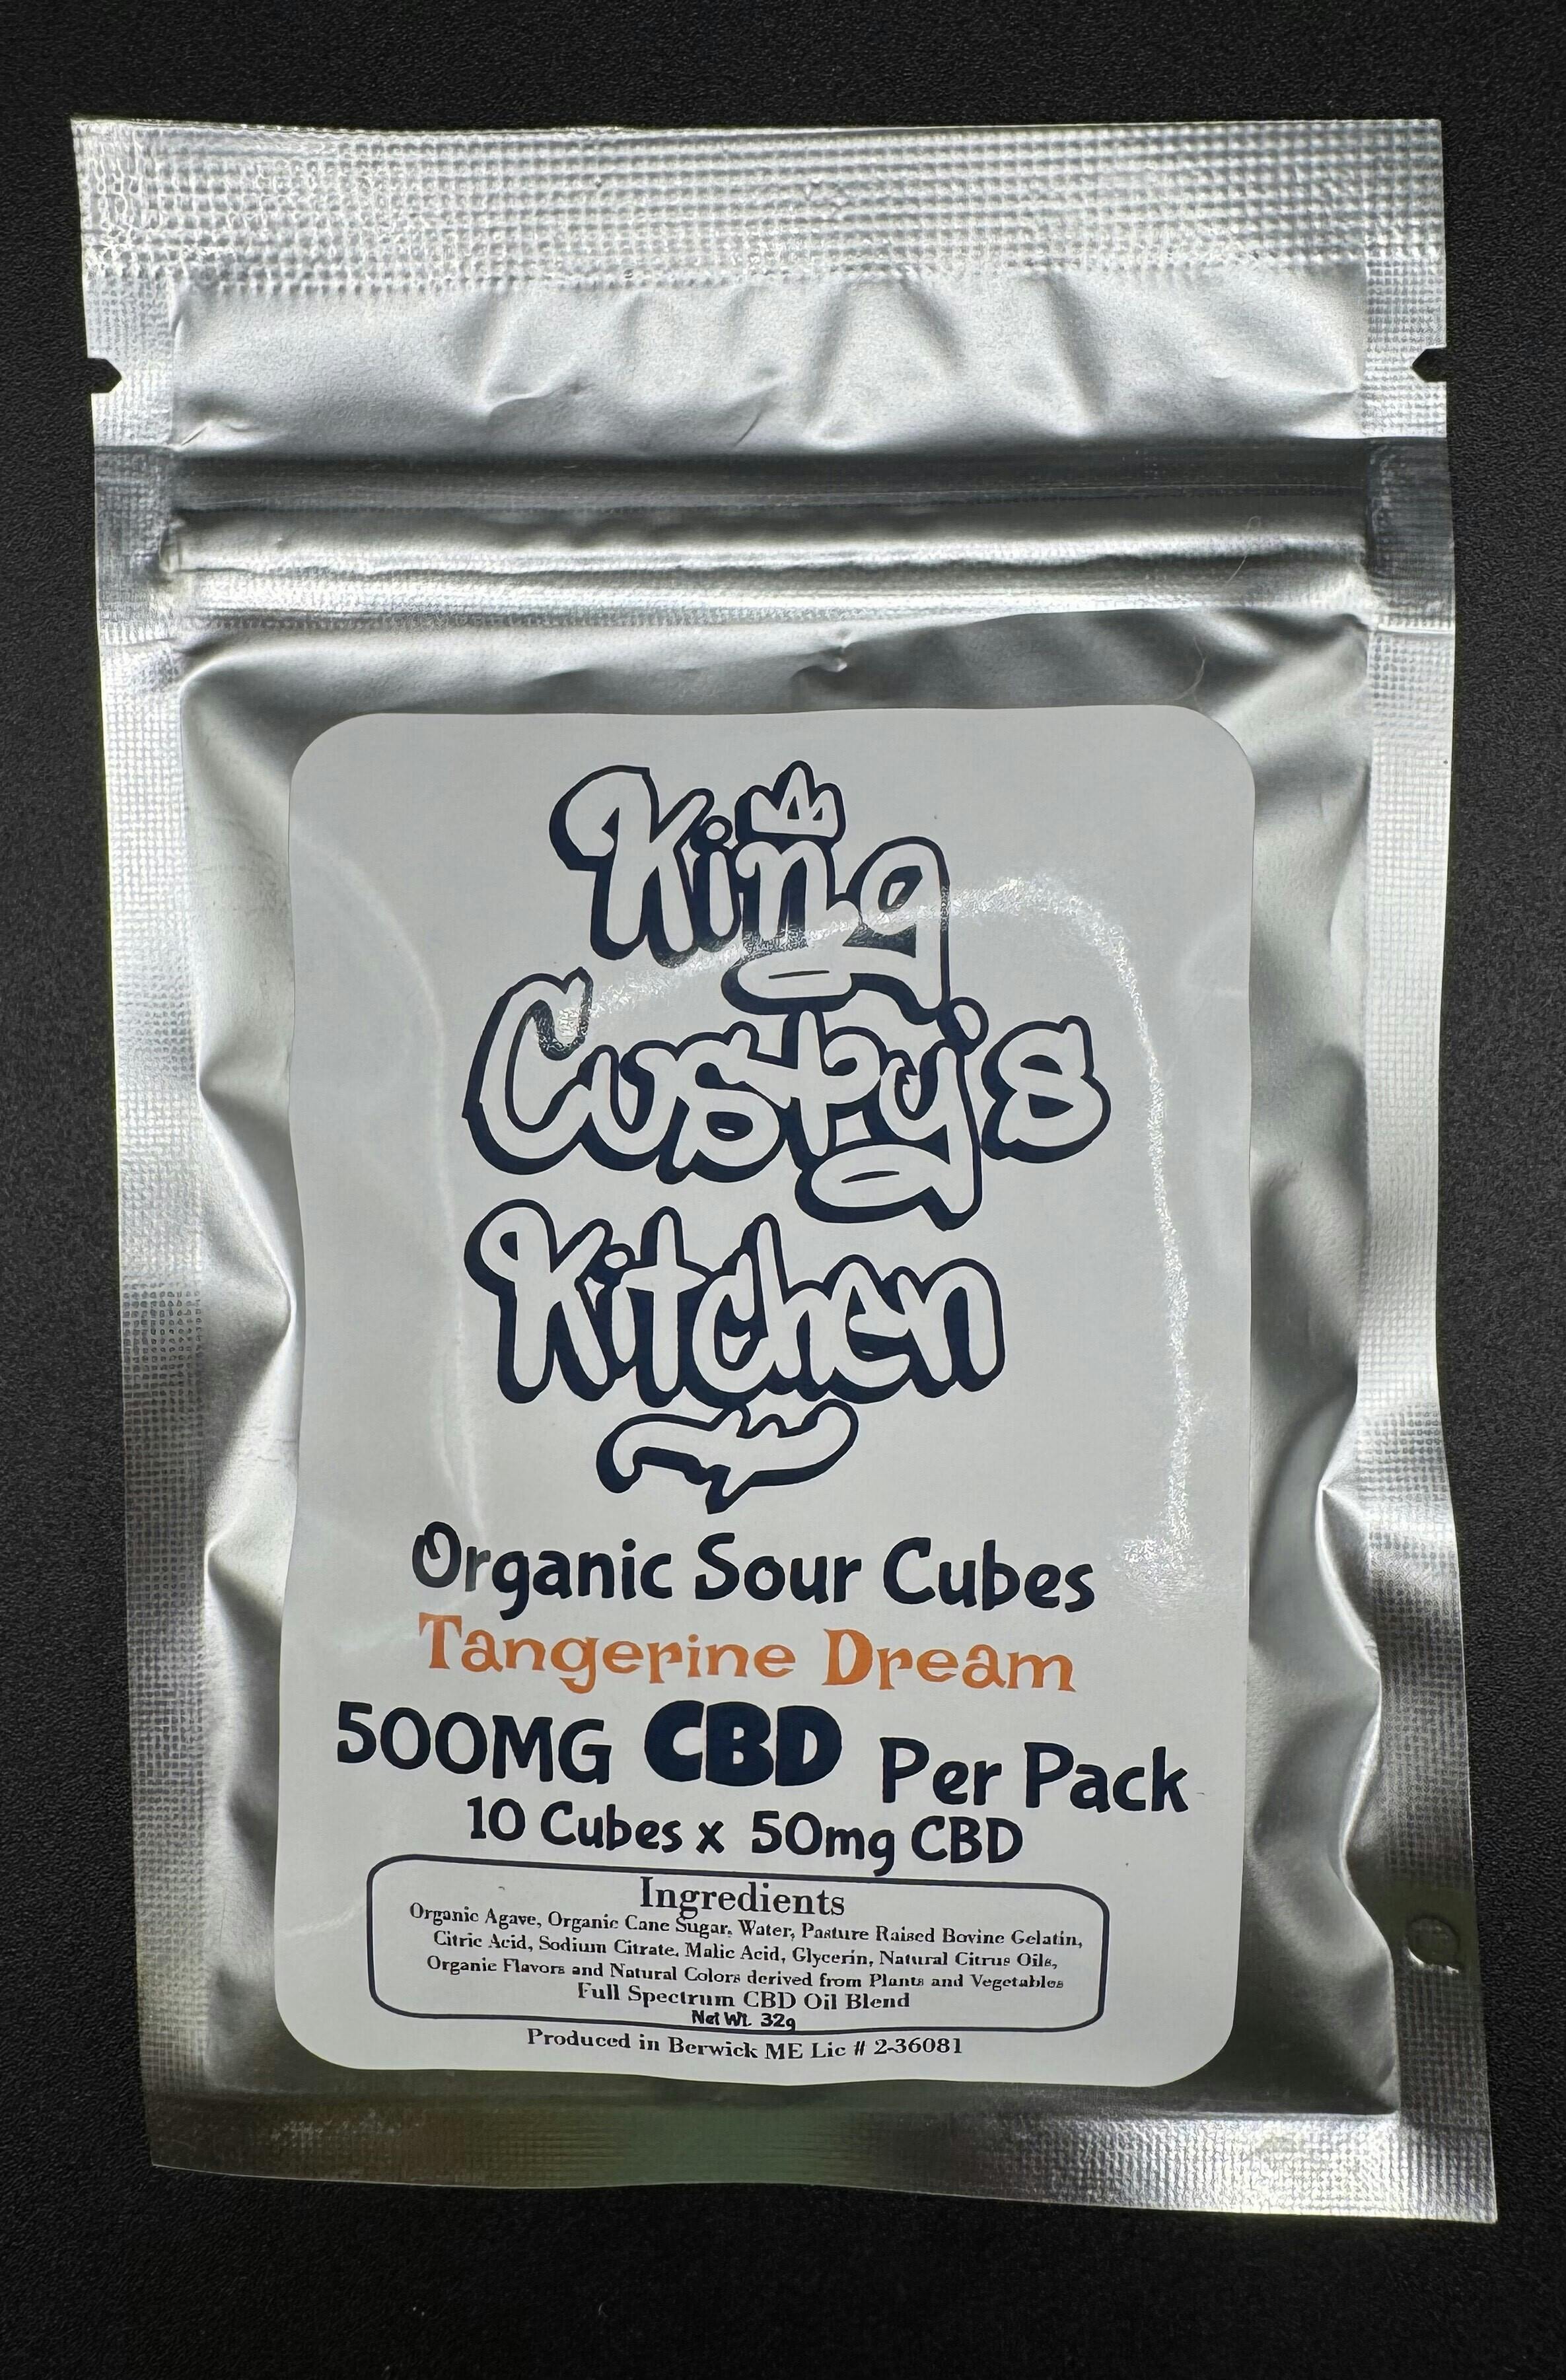 King
Custy's
Kitchen
Organic Sour Cubes
Tangerine Dream
500MG CBD Per Pack
10 Cubes x 50mg CBD
Ingredients
Organic Agave, Organic Cane Sugar, Water, Pasture Raised Bovine Gelatin,
Citric Acid, Sodium Citrate, Malic Acid, Glycerin, Natural Citrus Oils,
Organic Flavors and Natural Colors derived from Plants and Vegetables
Full Spectrum CBD Oil Blend
Net Wt. 32g
Produced in Berwick ME Lic # 2-36081